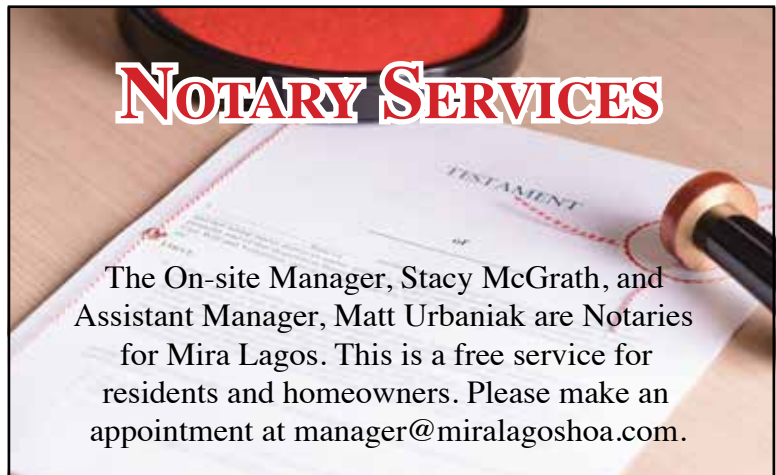 NOTARY SERVICES
TESTAMENT
of
The On-site Manager, Stacy McGrath, and
Assistant Manager, Matt Urbaniak are Notaries
for Mira Lagos. This is a free service for
residents and homeowners. Please make an
appointment at manager@miralagoshoa.com.